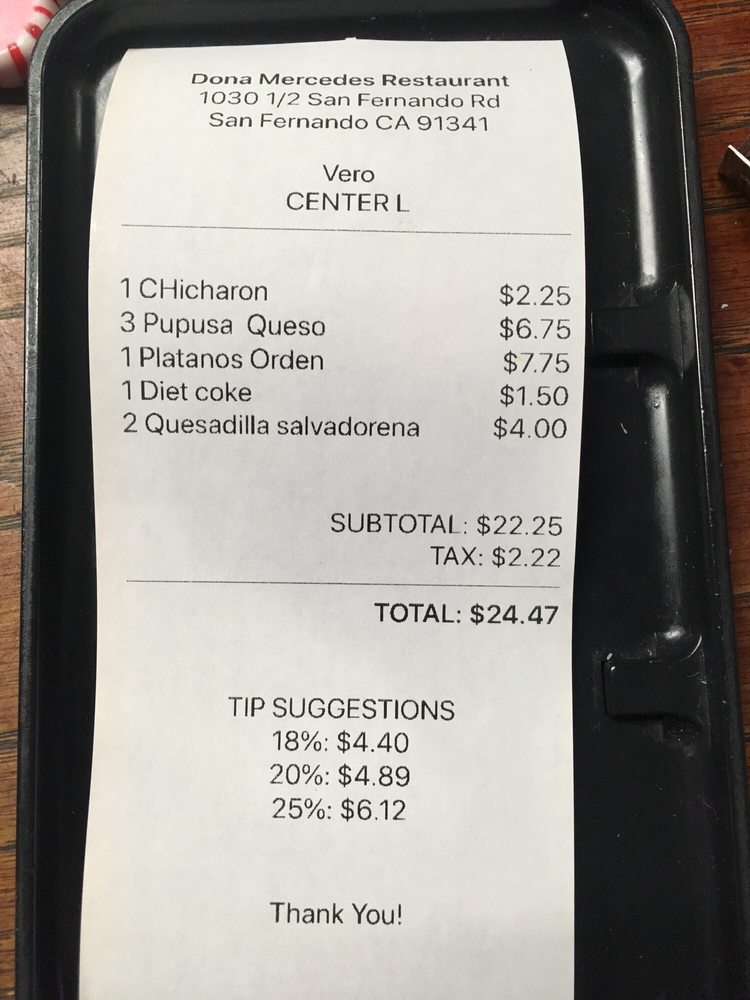 Dona Mercedes Restaurant
1030 1/2 San Fernando Rd
San Fernando CA 91341
Vero
CENTER L
1 CHicharon $2.25
3 Pupusa Queso $6.75
1 Platanos Orden $7.75
1 Diet coke $1.50
2 Quesadilla salvadorena $4.00
SUBTOTAL: $22.25
TAX: $2.22
TOTAL: $24.47
TIP SUGGESTIONS
18%: $4.40
20%: $4.89
25%: $6.12
Thank You!